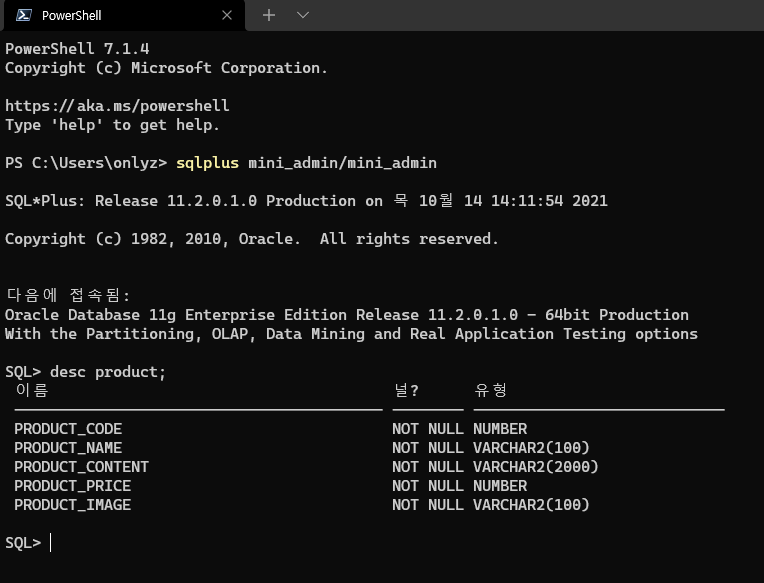 PowerShell
PowerShell 7.1.4
Copyright (c) Microsoft Corporation.
https://aka.ms/powershell
Type 'help' to get help.
PS C:\Users\onlyz> sqlplus mini_admin/mini_admin
SQL*Plus: Release 11.2.0.1.0 Production on 목 10월 14 14:11:54 2021
Copyright (c) 1982, 2010, Oracle.  All rights reserved.
다음에 접속됨:
Oracle Database 11g Enterprise Edition Release 11.2.0.1.0 - 64bit Production
With the Partitioning, OLAP, Data Mining and Real Application Testing options
SQL> desc product;
이름 널? 유형
PRODUCT_CODE NOT NULL NUMBER
PRODUCT_NAME NOT NULL VARCHAR2(100)
PRODUCT_CONTENT NOT NULL VARCHAR2(2000)
PRODUCT_PRICE NOT NULL NUMBER
PRODUCT_IMAGE NOT NULL VARCHAR2(100)
SQL>